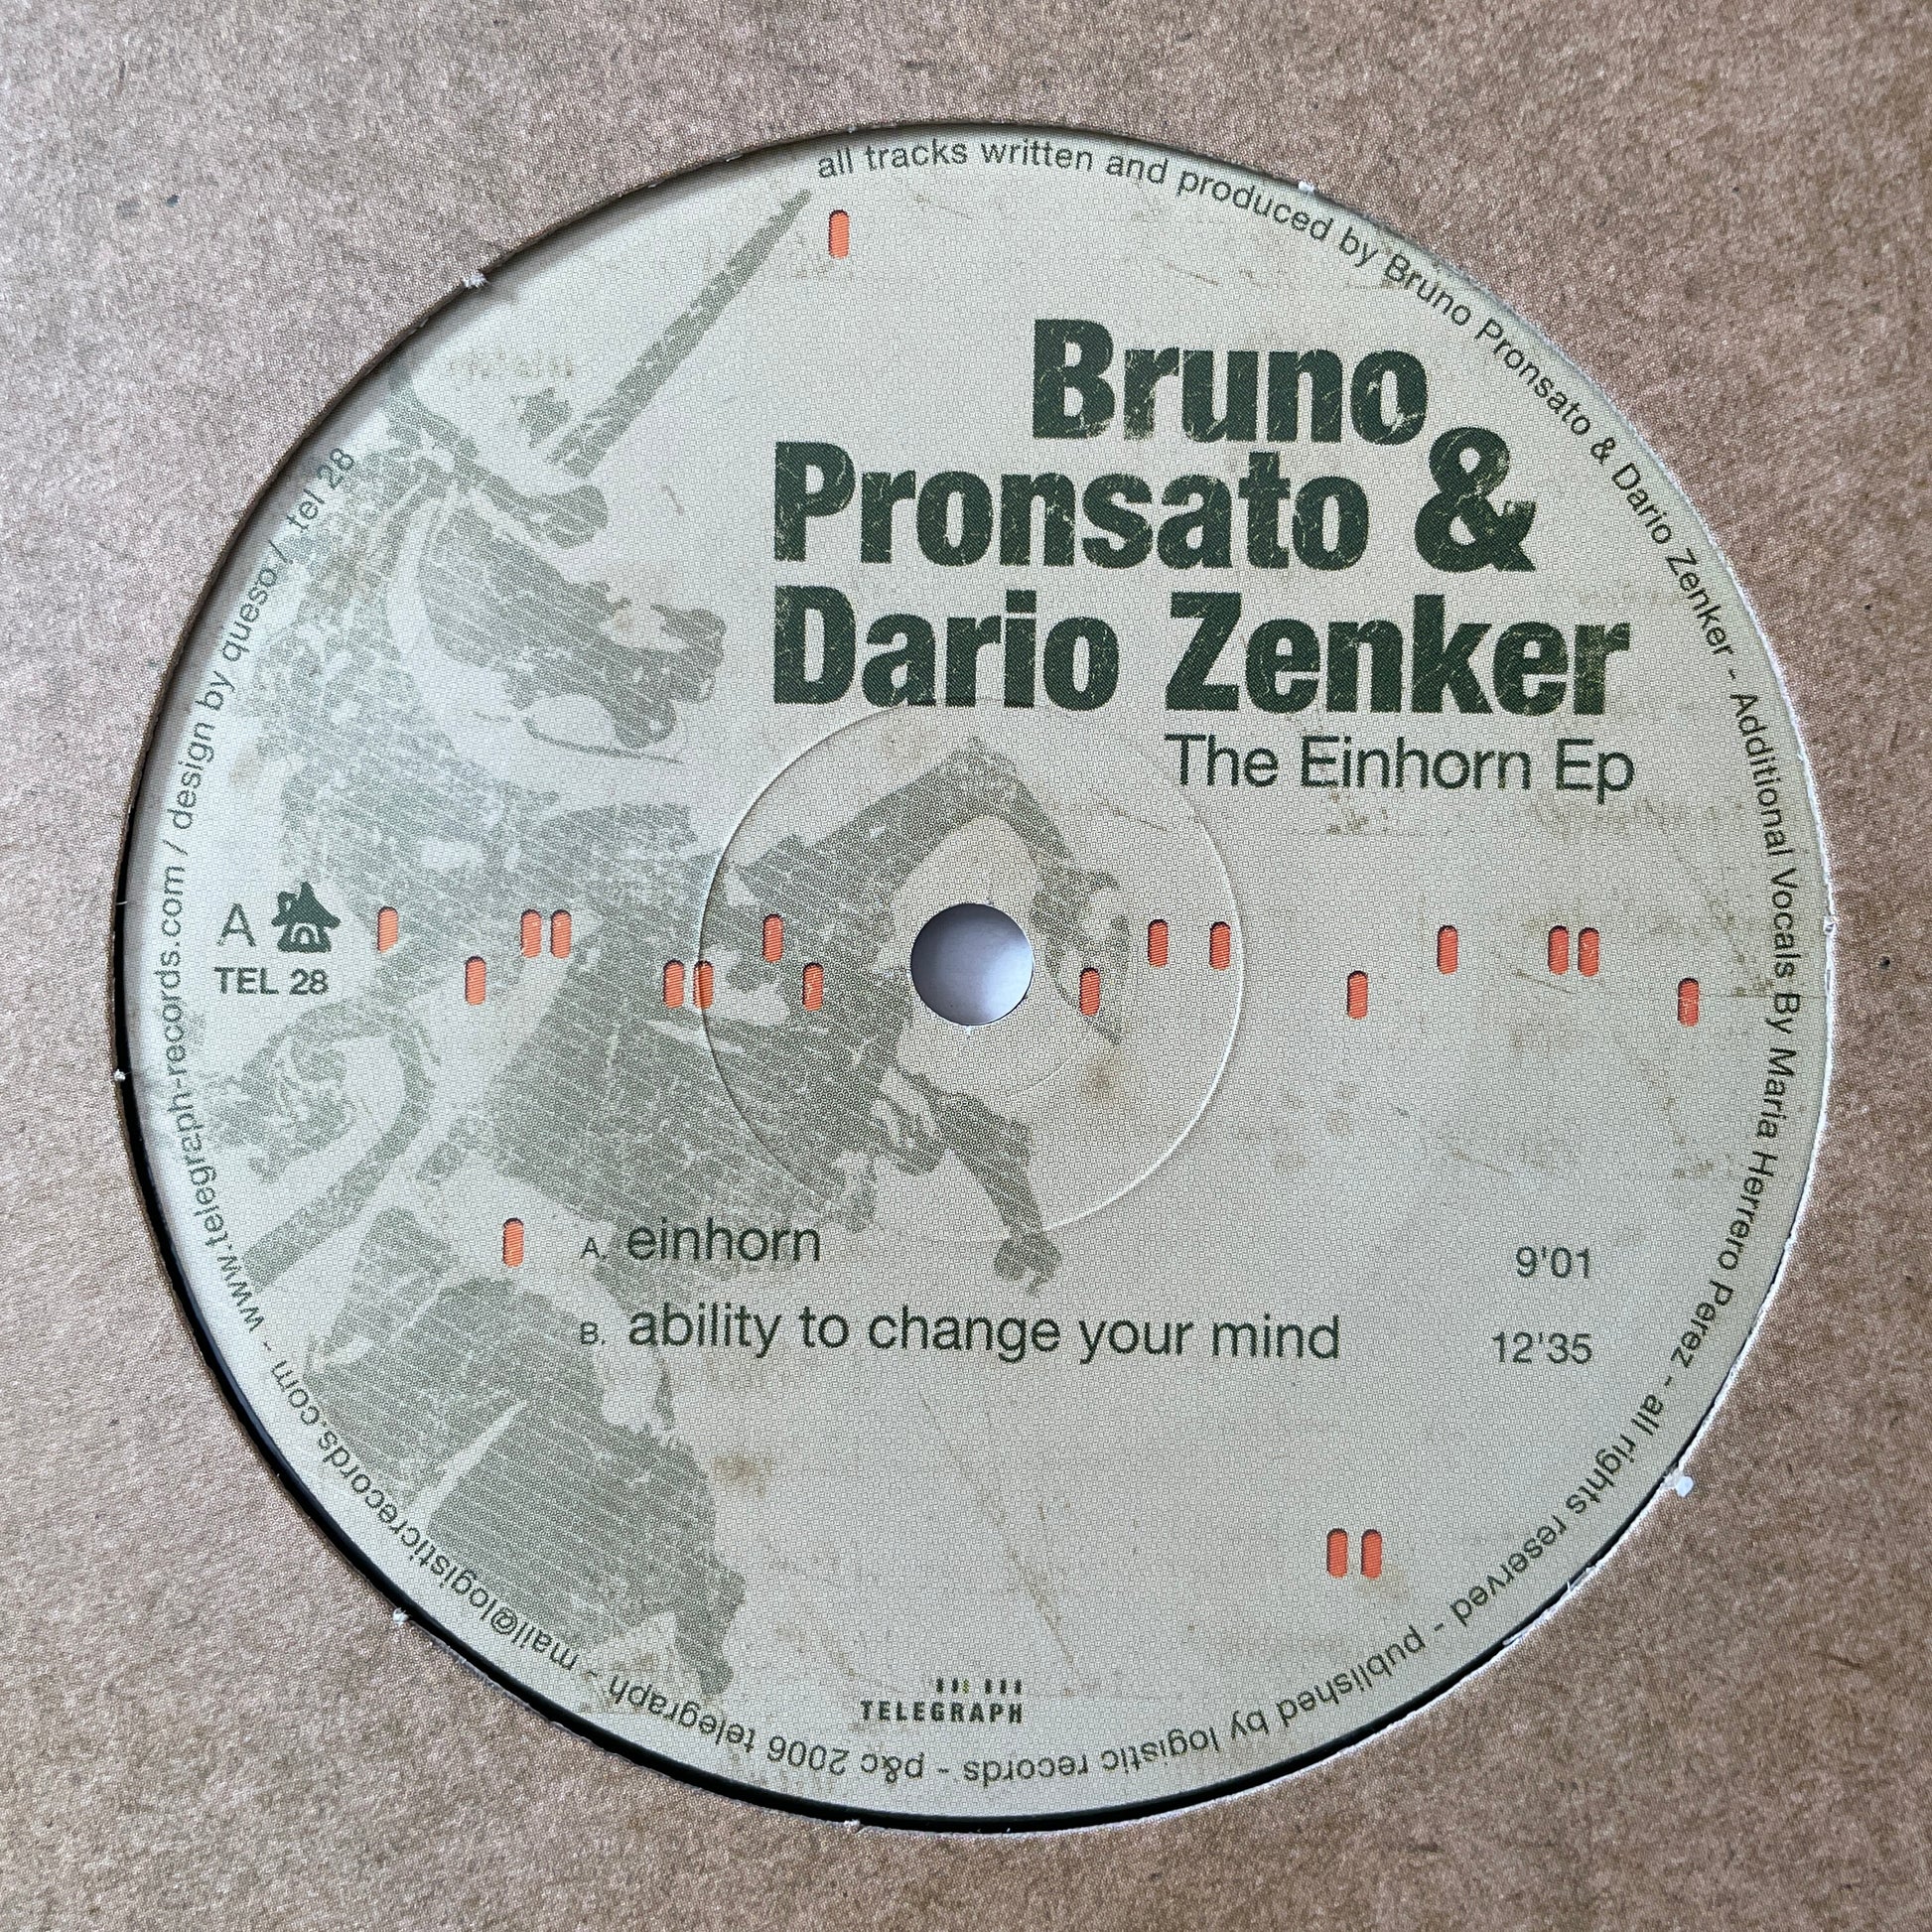 Bruno
Pronsato &
Dario Zenker
The Einhorn Ep
A
TEL 28
A. einhorn 9'01
B. ability to change your mind 12'35
TELEGRAPH
all tracks written and produced by Bruno Pronsato & Dario Zenker - Additional Vocals By Maria Herrero Perez - all rights reserved - published by logistic records - p&c 2006 telegraph - mail@logisticrecords.com - www.telegraph-records.com / design by queso / tel 28